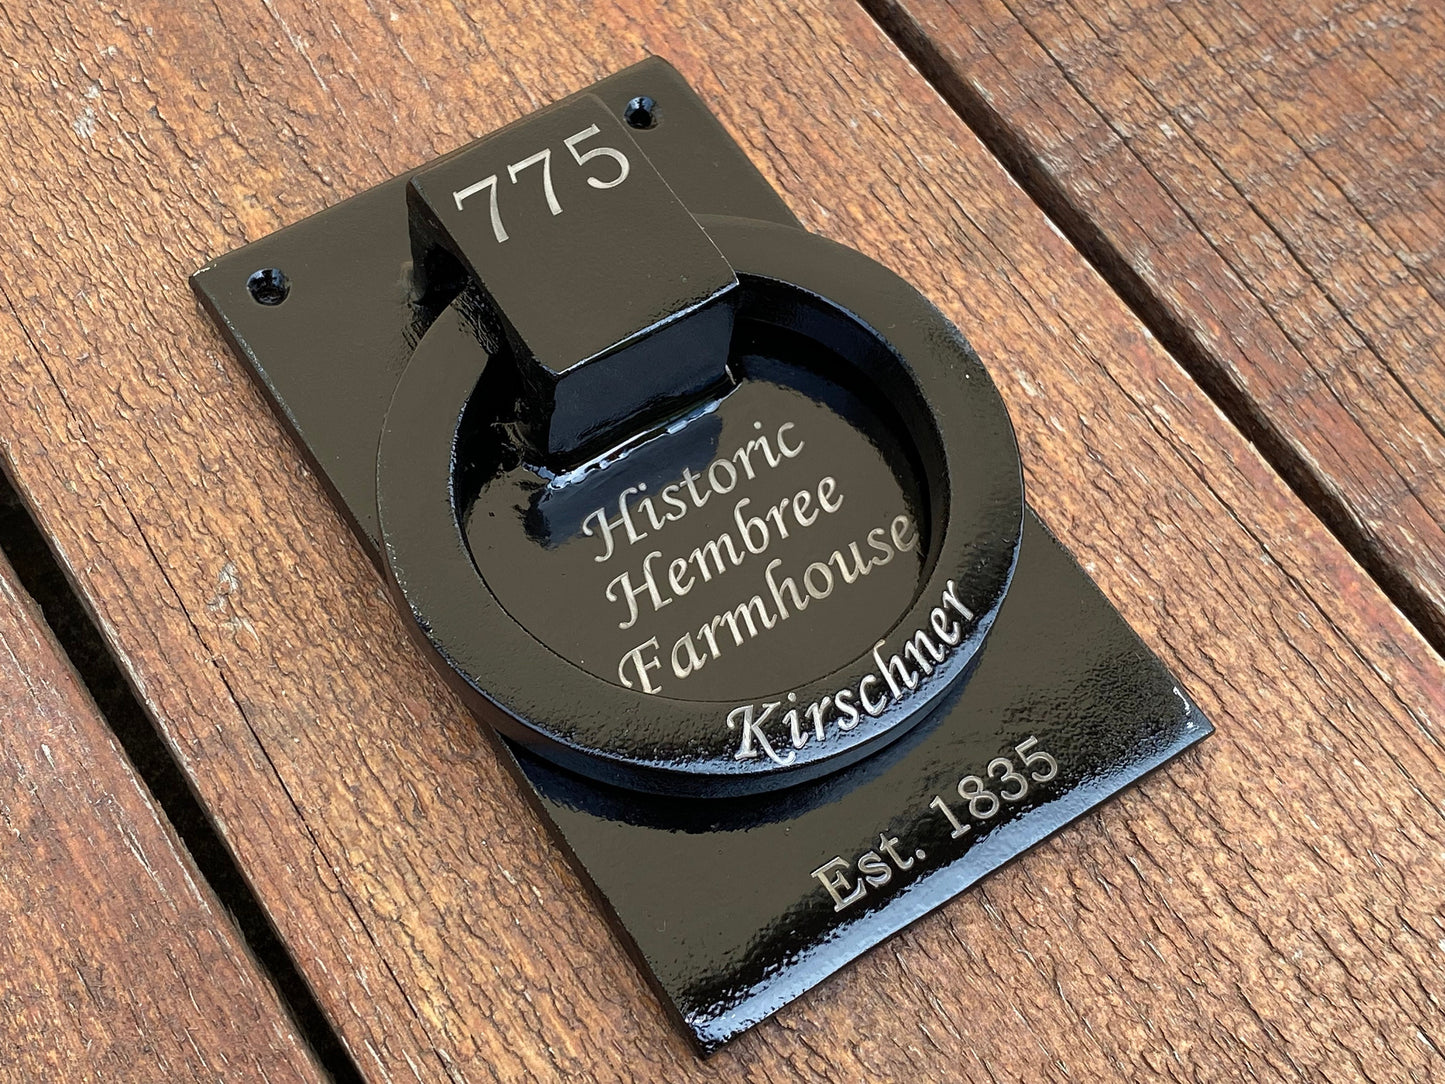 775
Historic
Hembree
Farmhouse
Kirschner
Est. 1835